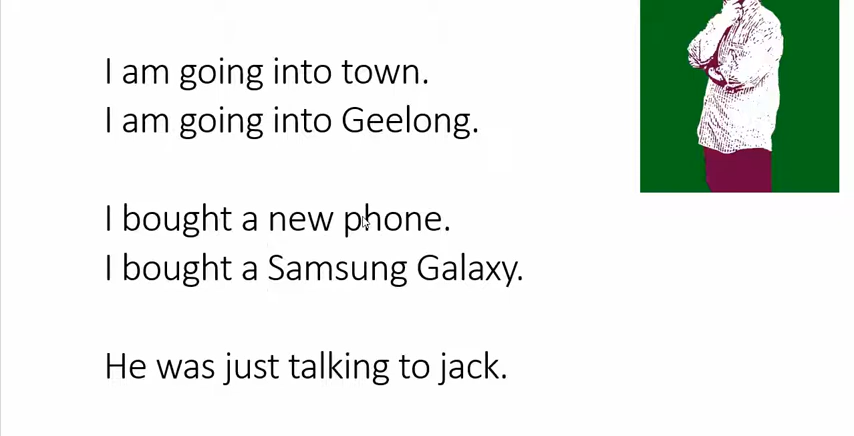 I am going into town.
I am going into Geelong.
I bought a new phone.
I bought a Samsung Galaxy.
He was just talking to jack.